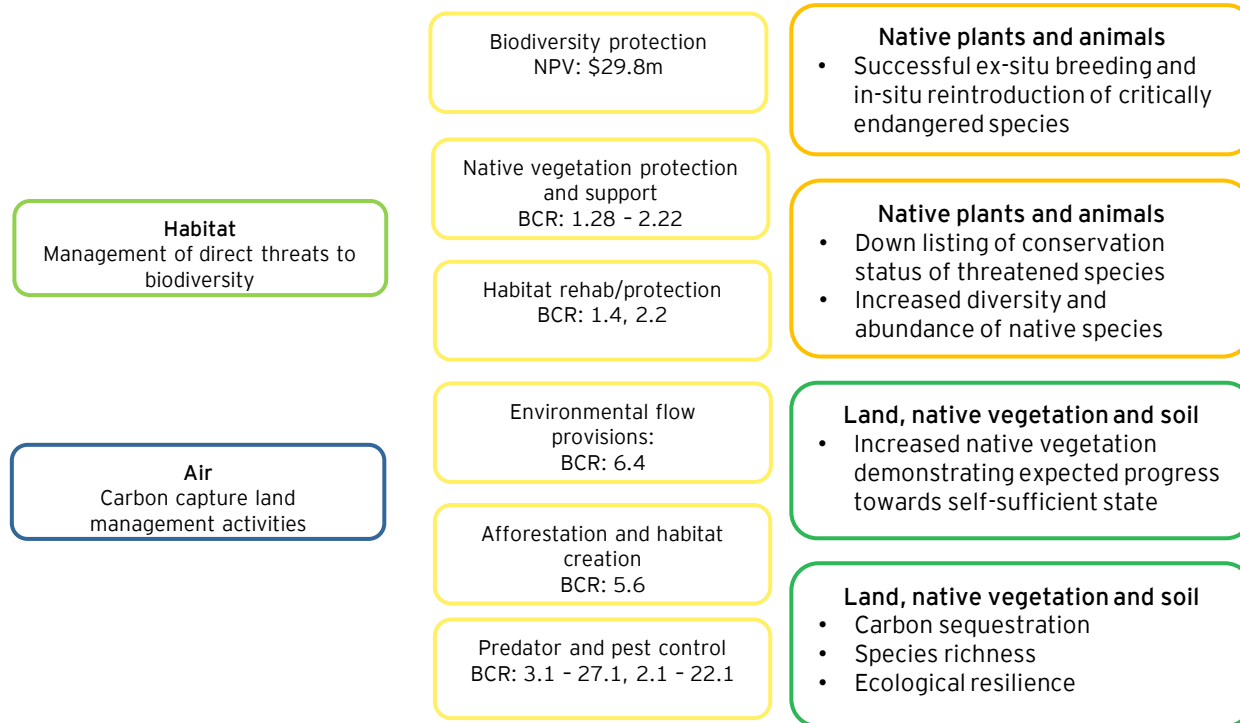 Habitat
Management of direct threats to
biodiversity
Air
Carbon capture land
management activities
Biodiversity protection
NPV: $29.8m
Native vegetation protection
and support
BCR: 1.28 – 2.22
Habitat rehab/protection
BCR: 1.4, 2.2
Environmental flow
provisions:
BCR: 6.4
Afforestation and habitat
creation
BCR: 5.6
Predator and pest control
BCR: 3.1 – 27.1, 2.1 – 22.1
Native plants and animals
• Successful ex-situ breeding and
in-situ reintroduction of critically
endangered species
Native plants and animals
• Down listing of conservation
status of threatened species
• Increased diversity and
abundance of native species
Land, native vegetation and soil
• Increased native vegetation
demonstrating expected progress
towards self-sufficient state
Land, native vegetation and soil
• Carbon sequestration
• Species richness
• Ecological resilience